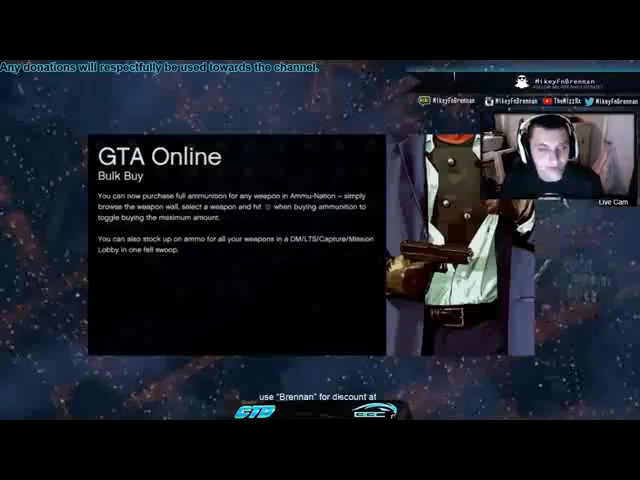 Any donations will respectfully be used towards the channel.
MikeyFnBrennan
MikeyFnBrennan
MikeyFnBrennan
TheMizzRx
MikeyFnBrennan
Live Cam
GTA Online
Bulk Buy
You can now purchase full ammunition for any weapon in Ammu-Nation – simply
browse the weapon wall, select a weapon and hit when buying ammunition to
toggle buying the maximum amount.
You can also stock up on ammo for all your weapons in a DM/LTS/Capture/Mission
Lobby in one fell swoop.
use "Brennan" for discount at
GTD